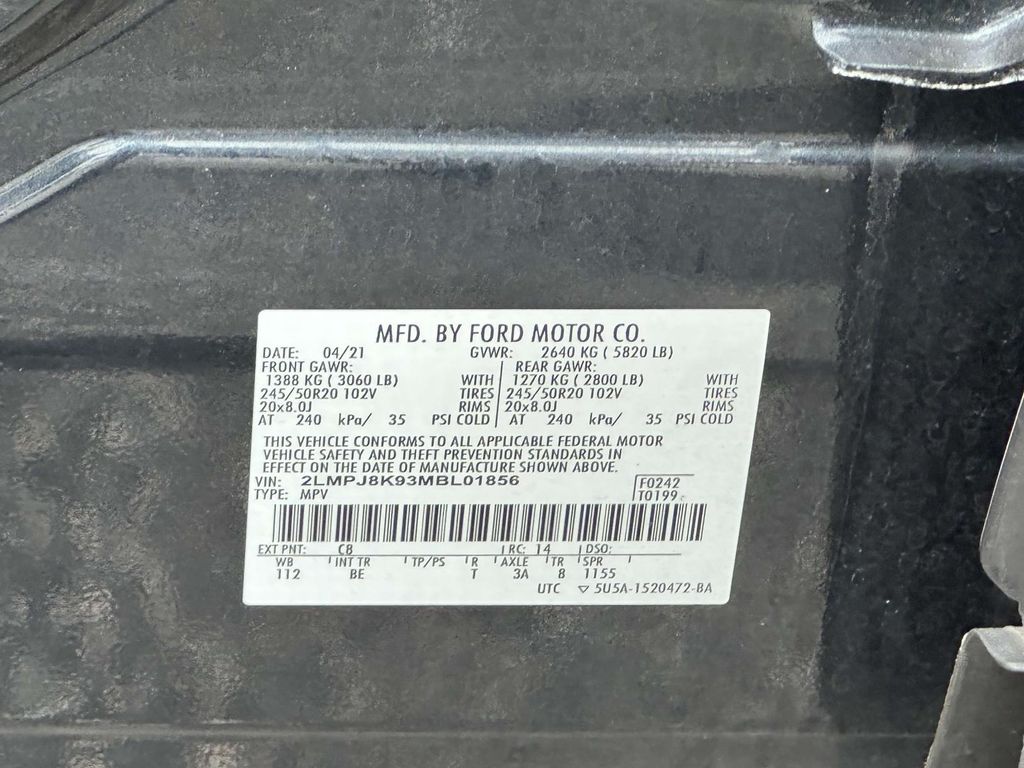 MFD. BY FORD MOTOR CO.
DATE: 04/21 GVWR: 2640 KG ( 5820 LB)
FRONT GAWR: REAR GAWR:
1388 KG ( 3060 LB) WITH 1270 KG ( 2800 LB) WITH
245/50R20 102V TIRES 245/50R20 102V TIRES
20x8.0J RIMS 20x8.0J RIMS
AT 240 kPa/ 35 PSI COLD AT 240 kPa/ 35 PSI COLD
THIS VEHICLE CONFORMS TO ALL APPLICABLE FEDERAL MOTOR
VEHICLE SAFETY AND THEFT PREVENTION STANDARDS IN
EFFECT ON THE DATE OF MANUFACTURE SHOWN ABOVE.
VIN: 2LMPJ8K93MBL01856 F0242
TYPE: MPV T0199
EXT PNT: C8 RC: 14 DSO:
WB INT TR TP/PS R AXLE TR SPR
112 BE T 3A 8 1155
UTC ▽ 5U5A-1520472-BA